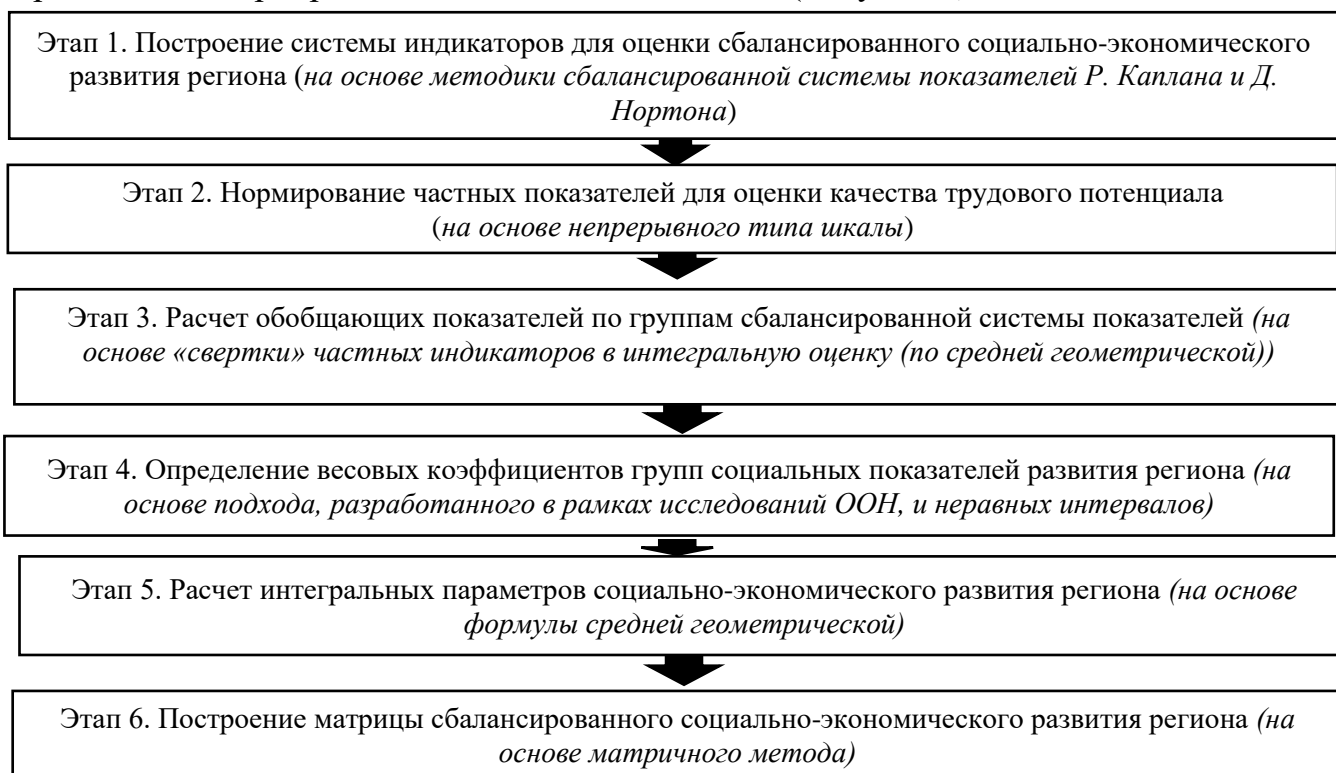 Этап 1. Построение системы индикаторов для оценки сбалансированного социально-экономического
развития региона (на основе методики сбалансированной системы показателей Р. Каплана и Д.
Нортона)
Этап 2. Нормирование частных показателей для оценки качества трудового потенциала
(на основе непрерывного типа шкалы)
Этап 3. Расчет обобщающих показателей по группам сбалансированной системы показателей (на
основе «свертки» частных индикаторов в интегральную оценку (по средней геометрической))
Этап 4. Определение весовых коэффициентов групп социальных показателей развития региона (на
основе подхода, разработанного в рамках исследований ООН, и неравных интервалов)
Этап 5. Расчет интегральных параметров социально-экономического развития региона (на основе
формулы средней геометрической)
Этап 6. Построение матрицы сбалансированного социально-экономического развития региона (на
основе матричного метода)